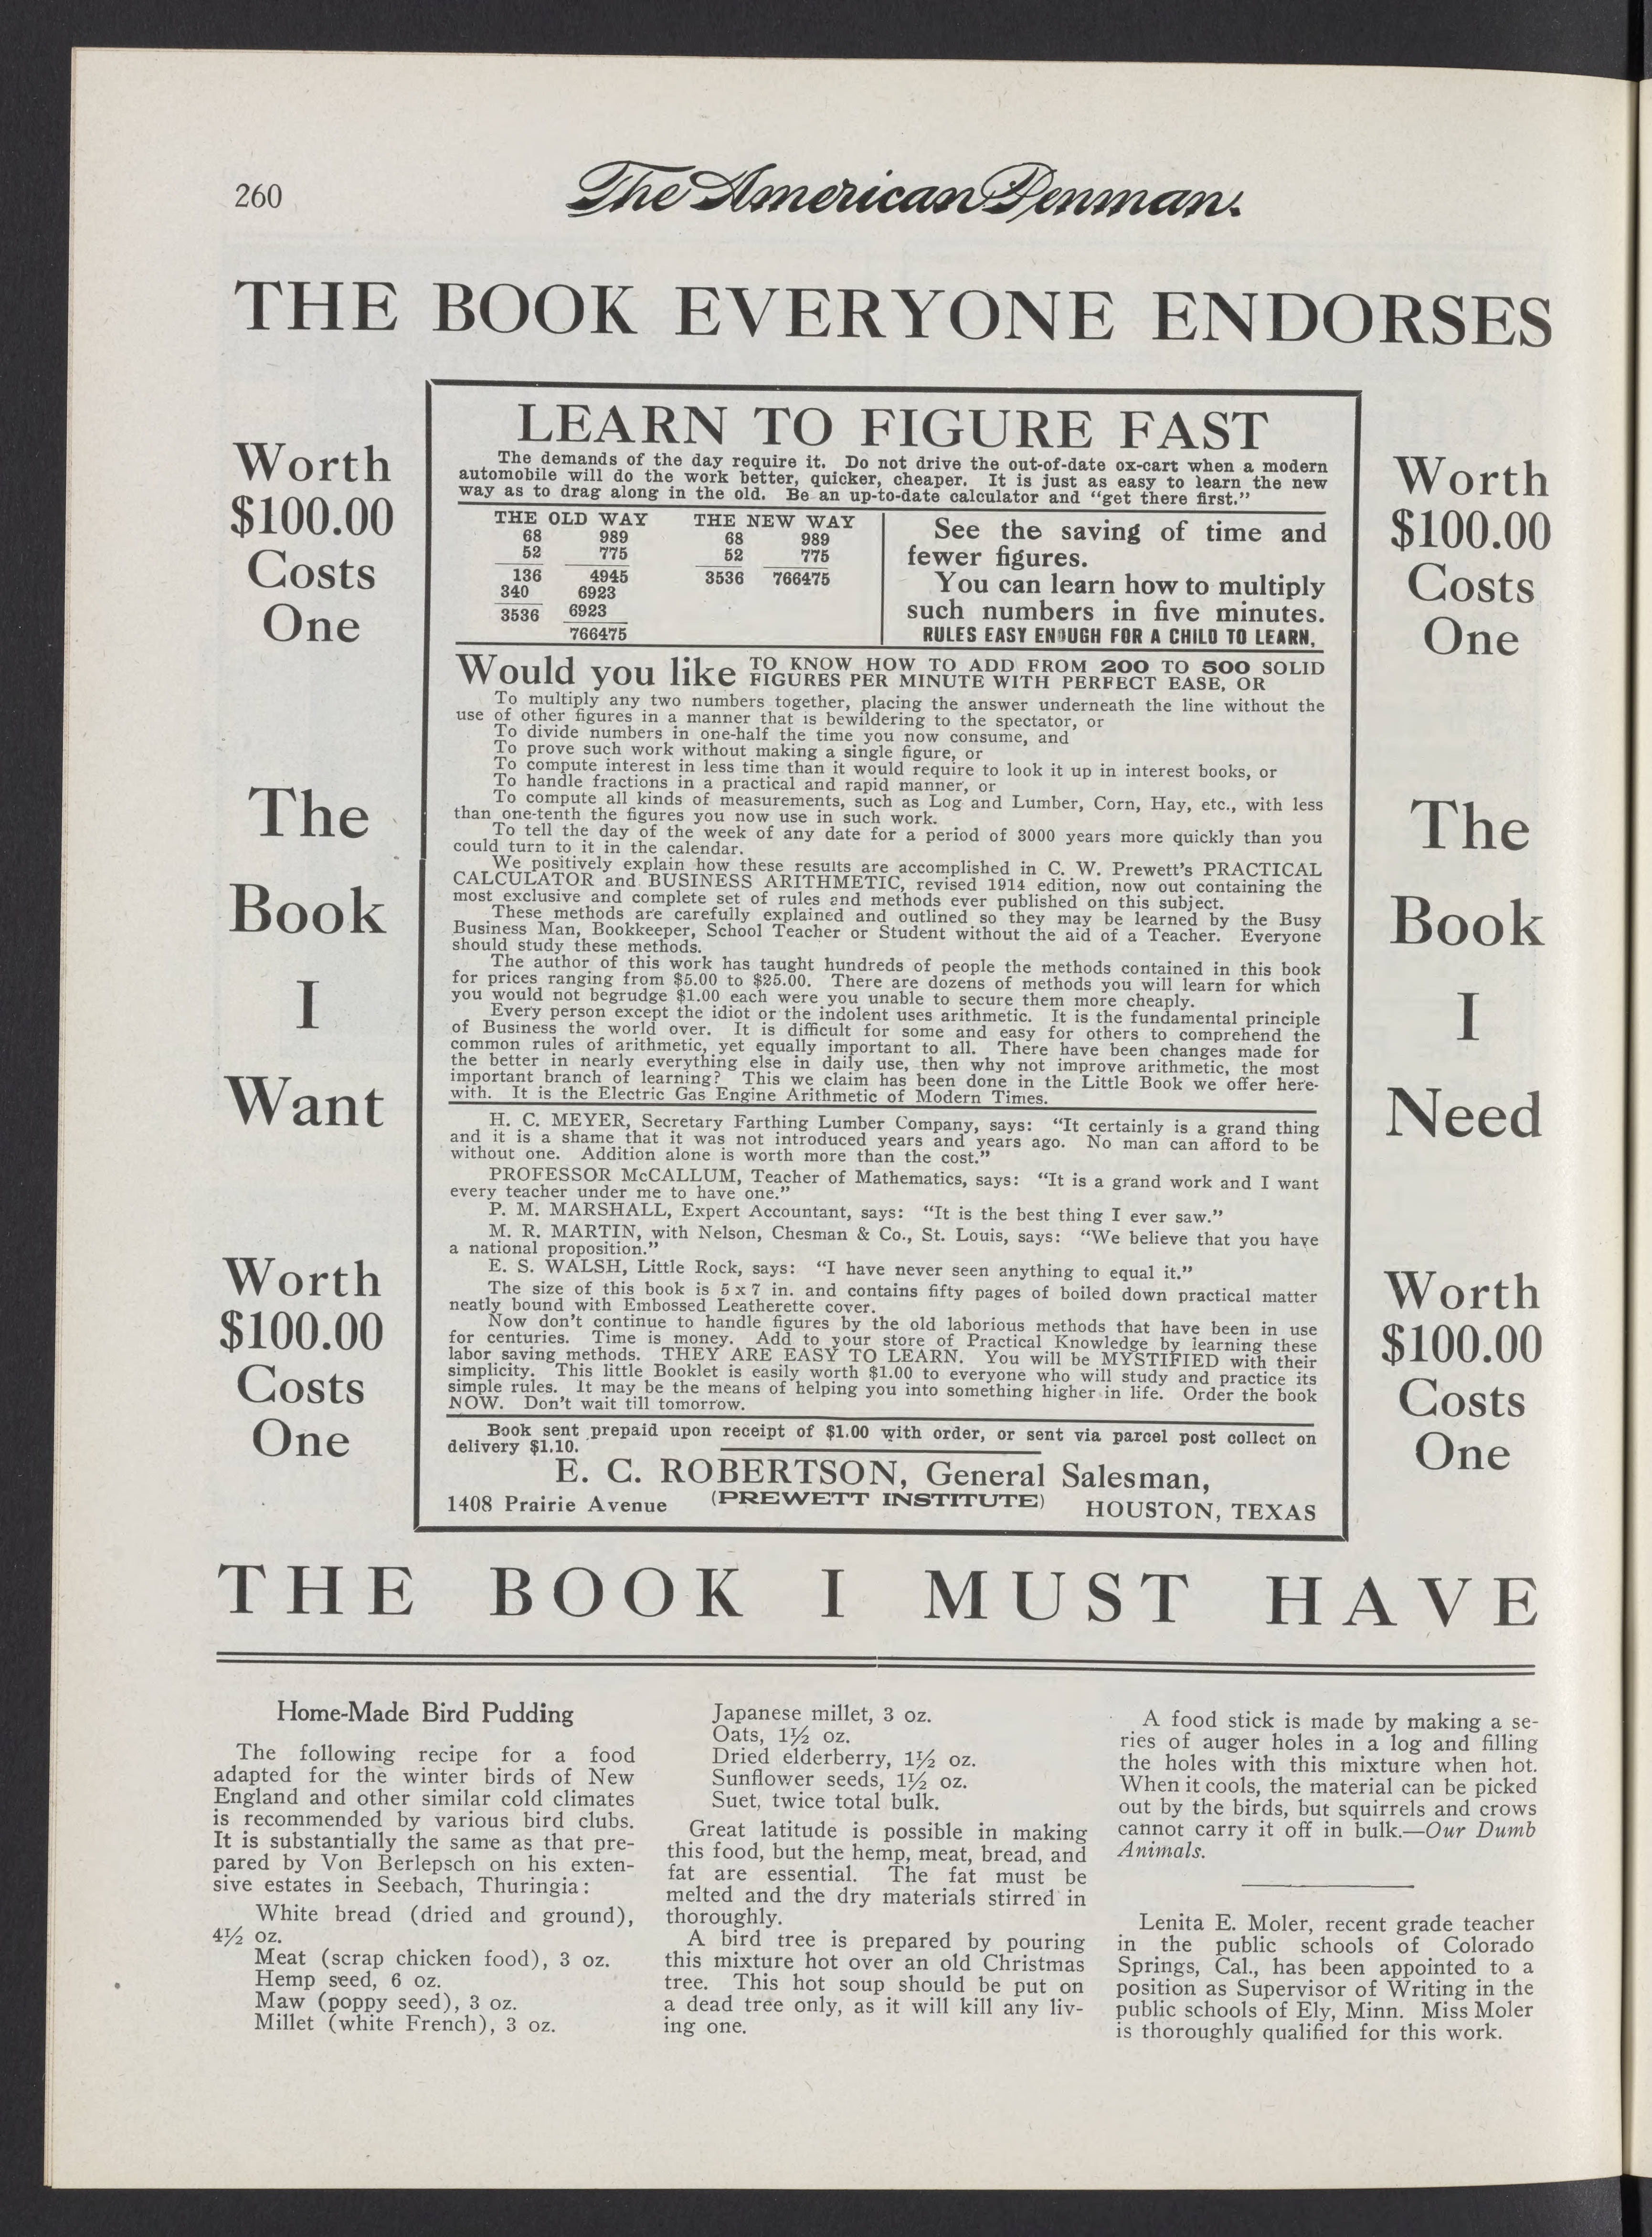 260
The American Penman.
THE BOOK EVERYONE ENDORSES
Worth
$100.00
Costs
One
The
Book
I
Want
Worth
$100.00
Costs
One
LEARN TO FIGURE FAST
The demands of the day require it. Do not drive the out-of-date ox-cart when a modern
automobile will do the work better, quicker, cheaper. It is just as easy to learn the new
way as to drag along in the old. Be an up-to-date calculator and "get there first."
THE OLD WAY THE NEW WAY
68 989 68 989
52 775 52 775
136 4945 3536 766475
340 6923
3536 6923
766475
See the saving of time and
fewer figures.
You can learn how to multiply
such numbers in five minutes.
RULES EASY ENOUGH FOR A CHILD TO LEARN,
Would you like TO KNOW HOW TO ADD FROM 200 TO 500 SOLID
FIGURES PER MINUTE WITH PERFECT EASE, OR
To multiply any two numbers together, placing the answer underneath the line without the
use of other figures in a manner that is bewildering to the spectator, or
To divide numbers in one-half the time you now consume, and
To prove such work without making a single figure, or
To compute interest in less time than it would require to look it up in interest books, or
To handle fractions in a practical and rapid manner, or
To compute all kinds of measurements, such as Log and Lumber, Corn, Hay, etc., with less
than one-tenth the figures you now use in such work.
To tell the day of the week of any date for a period of 3000 years more quickly than you
could turn to it in the calendar.
We positively explain how these results are accomplished in C. W. Prewett's PRACTICAL
CALCULATOR and BUSINESS ARITHMETIC, revised 1914 edition, now out containing the
most exclusive and complete set of rules and methods ever published on this subject.
These methods are carefully explained and outlined so they may be learned by the Busy
Business Man, Bookkeeper, School Teacher or Student without the aid of a Teacher. Everyone
should study these methods.
The author of this work has taught hundreds of people the methods contained in this book
for prices ranging from $5.00 to $25.00. There are dozens of methods you will learn for which
you would not begrudge $1.00 each were you unable to secure them more cheaply.
Every person except the idiot or the indolent uses arithmetic. It is the fundamental principle
of Business the world over. It is difficult for some and easy for others to comprehend the
common rules of arithmetic, yet equally important to all. There have been changes made for
the better in nearly everything else in daily use, then why not improve arithmetic, the most
important branch of learning? This we claim has been done in the Little Book we offer here-
with. It is the Electric Gas Engine Arithmetic of Modern Times.
H. C. MEYER, Secretary Farthing Lumber Company, says: "It certainly is a grand thing
and it is a shame that it was not introduced years and years ago. No man can afford to be
without one. Addition alone is worth more than the cost."
PROFESSOR McCALLUM, Teacher of Mathematics, says: "It is a grand work and I want
every teacher under me to have one."
P. M. MARSHALL, Expert Accountant, says: "It is the best thing I ever saw."
M. R. MARTIN, with Nelson, Chesman & Co., St. Louis, says: "We believe that you have
a national proposition."
E. S. WALSH, Little Rock, says: "I have never seen anything to equal it."
The size of this book is 5 x 7 in. and contains fifty pages of boiled down practical matter
neatly bound with Embossed Leatherette cover.
Now don't continue to handle figures by the old laborious methods that have been in use
for centuries. Time is money. Add to your store of Practical Knowledge by learning these
labor saving methods. THEY ARE EASY TO LEARN. You will be MYSTIFIED with their
simplicity. This little Booklet is easily worth $1.00 to everyone who will study and practice its
simple rules. It may be the means of helping you into something higher in life. Order the book
NOW. Don't wait till tomorrow.
Book sent prepaid upon receipt of $1.00 with order, or sent via parcel post collect on
delivery $1.10.
E. C. ROBERTSON, General Salesman,
1408 Prairie Avenue (PREWETT INSTITUTE) HOUSTON, TEXAS
Worth
$100.00
Costs
One
The
Book
I
Need
Worth
$100.00
Costs
One
THE BOOK I MUST HAVE
Home-Made Bird Pudding
The following recipe for a food
adapted for the winter birds of New
England and other similar cold climates
is recommended by various bird clubs.
It is substantially the same as that pre-
pared by Von Berlepsch on his exten-
sive estates in Seebach, Thuringia:
White bread (dried and ground),
4½ oz.
Meat (scrap chicken food), 3 oz.
Hemp seed, 6 oz.
Maw (poppy seed), 3 oz.
Millet (white French), 3 oz.
Japanese millet, 3 oz.
Oats, 1½ oz.
Dried elderberry, 1½ oz.
Sunflower seeds, 1½ oz.
Suet, twice total bulk.
Great latitude is possible in making
this food, but the hemp, meat, bread, and
fat are essential. The fat must be
melted and the dry materials stirred in
thoroughly.
A bird tree is prepared by pouring
this mixture hot over an old Christmas
tree. This hot soup should be put on
a dead tree only, as it will kill any liv-
ing one.
A food stick is made by making a se-
ries of auger holes in a log and filling
the holes with this mixture when hot.
When it cools, the material can be picked
out by the birds, but squirrels and crows
cannot carry it off in bulk.—Our Dumb
Animals.
Lenita E. Moler, recent grade teacher
in the public schools of Colorado
Springs, Cal., has been appointed to a
position as Supervisor of Writing in the
public schools of Ely, Minn. Miss Moler
is thoroughly qualified for this work.